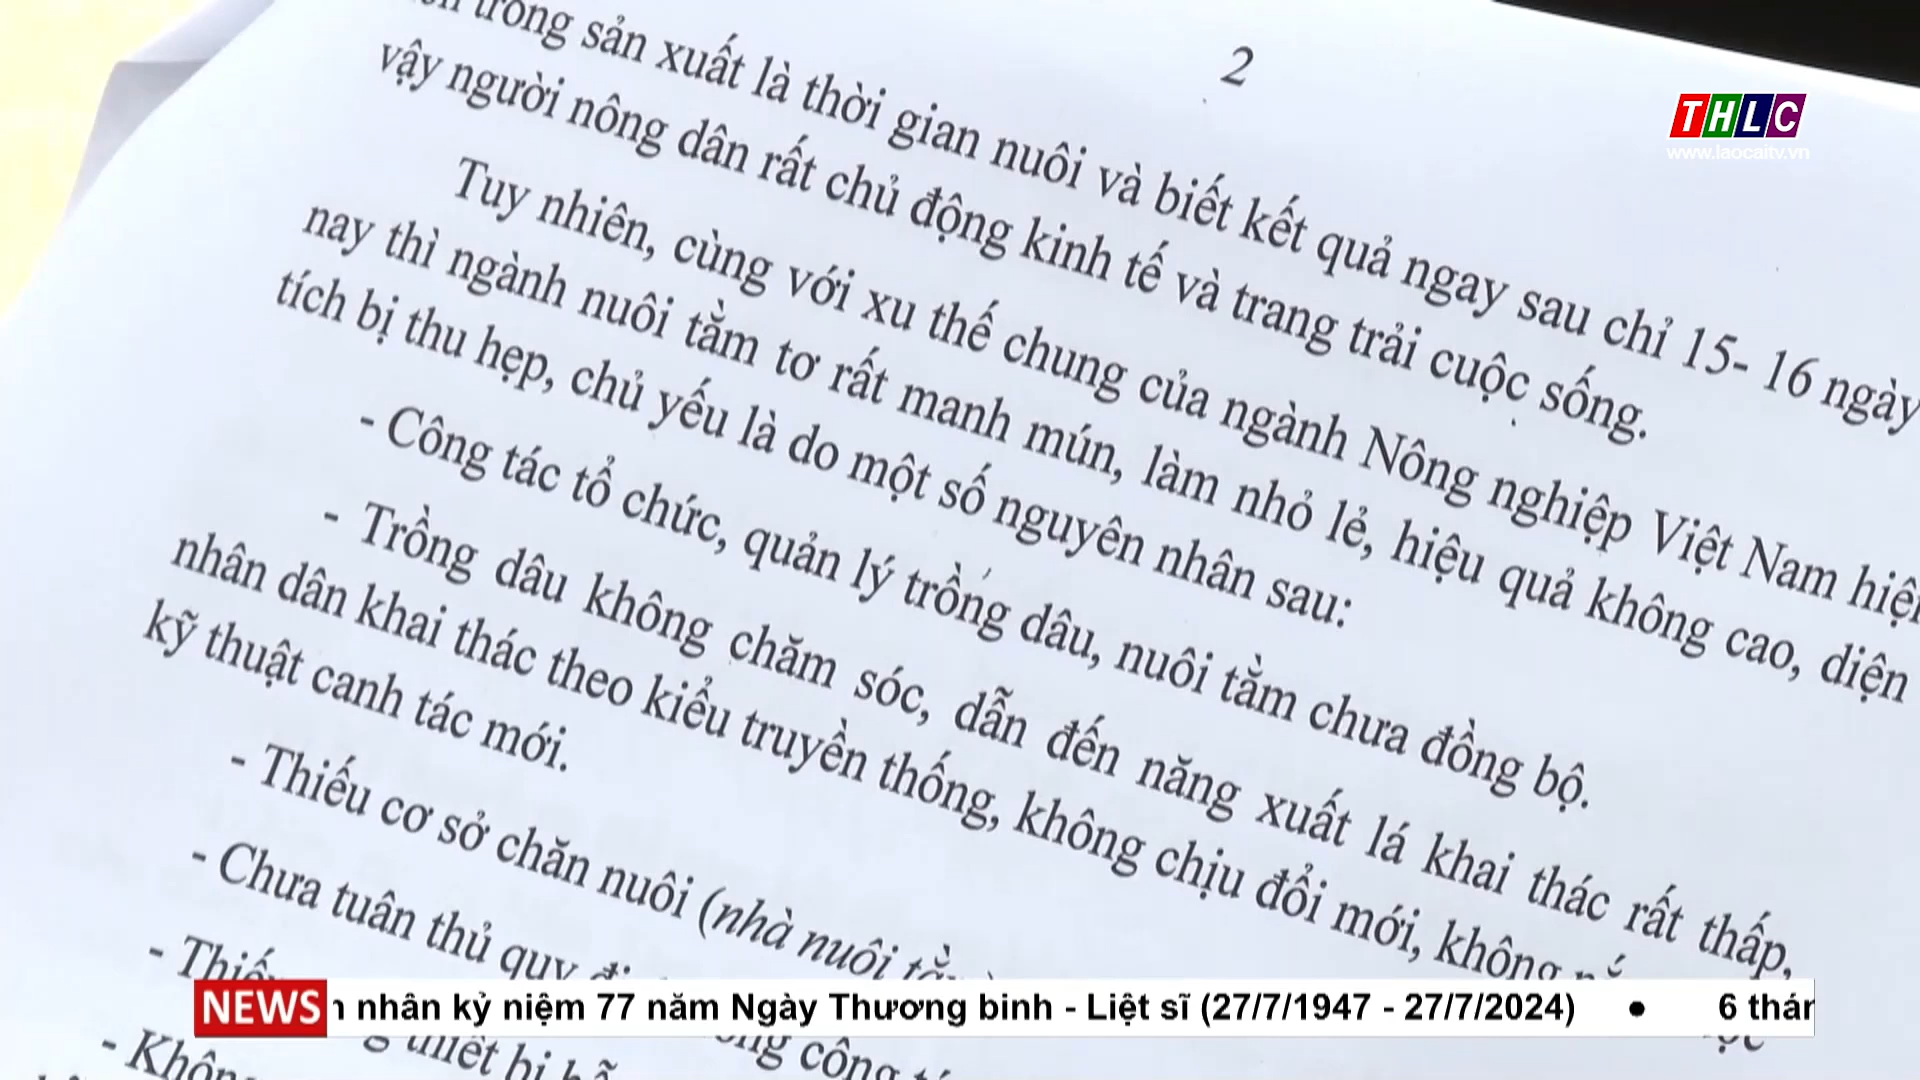 2
trong sản xuất là thời gian nuôi và biết kết quả ngay sau chỉ 15- 16 ngày
vậy người nông dân rất chủ động kinh tế và trang trải cuộc sống.
Tuy nhiên, cùng với xu thế chung của ngành Nông nghiệp Việt Nam hiện
nay thì ngành nuôi tằm tơ rất manh mún, làm nhỏ lẻ, hiệu quả không cao, diện
tích bị thu hẹp, chủ yếu là do một số nguyên nhân sau:
- Công tác tổ chức, quản lý trồng dâu, nuôi tằm chưa đồng bộ.
- Trồng dâu không chăm sóc, dẫn đến năng xuất lá khai thác rất thấp,
nhân dân khai thác theo kiểu truyền thống, không chịu đổi mới, không
kỹ thuật canh tác mới.
- Thiếu cơ sở chăn nuôi (nhà nuôi tằm
- Chưa tuân thủ quy
- Thiếu
- Không
thiết bị
công
THLC
www.laocaitv.vn
NEWS
nhân kỷ niệm 77 năm Ngày Thương binh - Liệt sĩ (27/7/1947 - 27/7/2024) • 6 thán